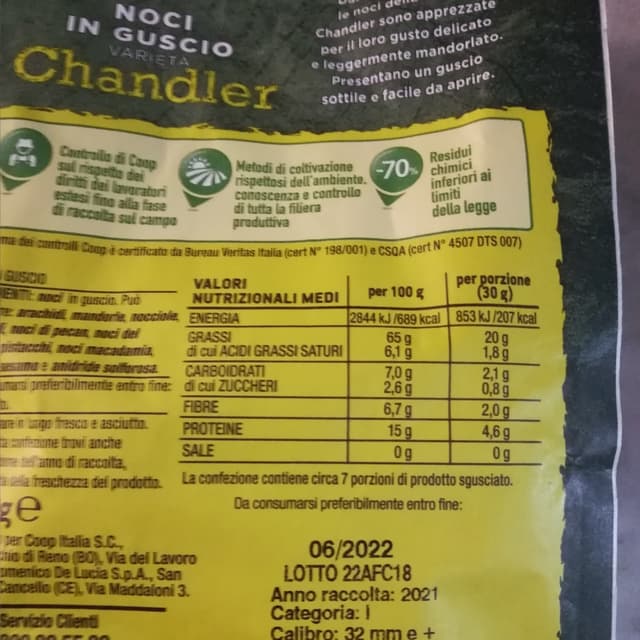 NOCI
IN GUSCIO
VARIETÀ
Chandler
le noci
Chandler sono apprezzate
per il loro gusto delicato
e leggermente mandorlato.
Presentano un guscio
sottile e facile da aprire.
Controllo di Coop
sul rispetto dei
diritti dei lavoratori
estesi fino alla fase
di raccolta sul campo
Metodi di coltivazione
rispettosi dell'ambiente,
conoscenza e controllo
di tutta la filiera
produttiva
-70%
Residui
chimici
inferiori ai
limiti
della legge
dei controlli Coop è certificato da Bureau Veritas Italia (cert N° 198/001) e CSQA (cert N° 4507 DTS 007)
GUSCIO
noci in guscio. Può
arachidi, mandorle, nocciole,
noci di pecan, noci del
pistacchi, noci macadamia,
sesamo e anidride solforosa.
preferibilmente entro fine:
in luogo fresco e asciutto.
confezione trovi anche
dell'anno di raccolta,
della freschezza del prodotto.
VALORI
NUTRIZIONALI MEDI per 100 g per porzione (30 g)
ENERGIA 2844 kJ/689 kcal 853 kJ/207 kcal
GRASSI 65 g 20 g
di cui ACIDI GRASSI SATURI 6,1 g 1,8 g
CARBOIDRATI 7,0 g 2,1 g
di cui ZUCCHERI 2,6 g 0,8 g
FIBRE 6,7 g 2,0 g
PROTEINE 15 g 4,6 g
SALE 0 g 0 g
La confezione contiene circa 7 porzioni di prodotto sgusciato.
Da consumarsi preferibilmente entro fine:
g e
per Coop Italia S.C.,
di Reno (BO), Via del Lavoro
Domenico De Lucia S.p.A., San
Cancello (CE), Via Maddaloni 3.
Servizio Clienti
06/2022
LOTTO 22AFC18
Anno raccolta: 2021
Categoria: I
Calibro: 32 mm e +